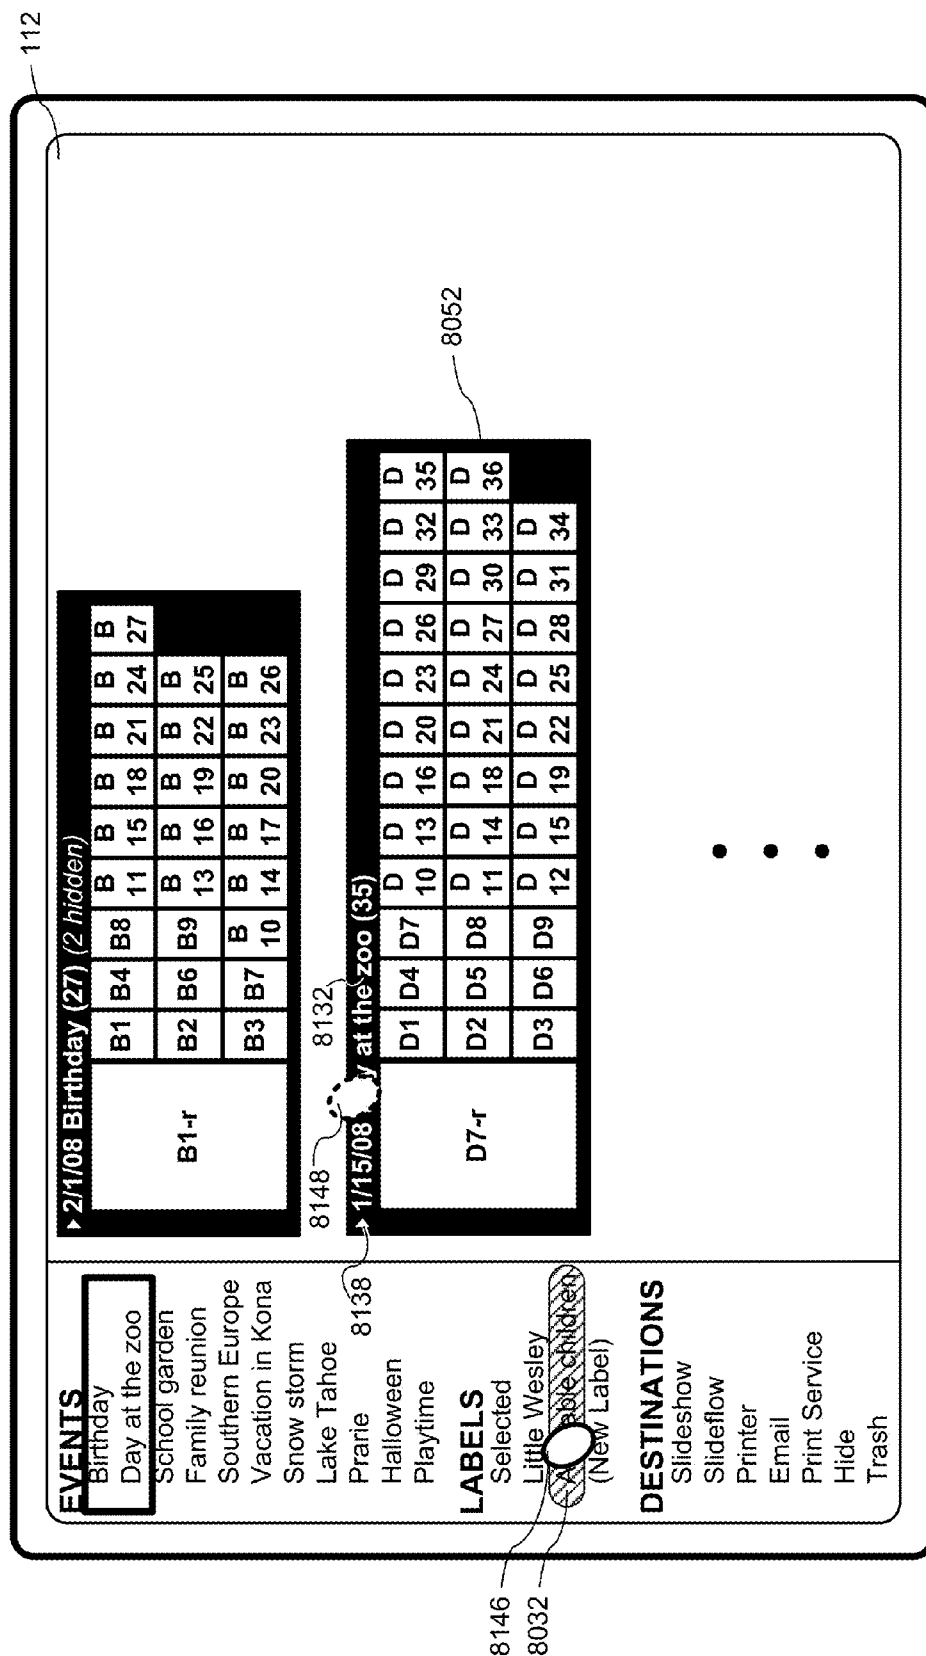 112
EVENTS
Birthday
Day at the zoo
School garden
Family reunion
Southern Europe
Vacation in Kona
Snow storm
Lake Tahoe
Prarie
Halloween
Playtime
LABELS
Selected
Little Wesley
children
(New Label)
DESTINATIONS
Slideshow
Slideflow
Printer
Email
Print Service
Hide
Trash
2/1/08 Birthday (27) (2 hidden)
B1-r
B1 B4 B8 B 11 B 15 B 18 B 21 B 24 B 27
B2 B6 B9 B 13 B 16 B 19 B 22 B 25
B3 B7 B 10 B 14 B 17 B 20 B 23 B 26
8148
8132
8138
1/15/08 at the zoo (35)
D7-r
D1 D4 D7 D 10 D 13 D 16 D 20 D 23 D 26 D 29 D 32 D 35
D2 D5 D8 D 11 D 14 D 18 D 21 D 24 D 27 D 30 D 33 D 36
D3 D6 D9 D 12 D 15 D 19 D 22 D 25 D 28 D 31 D 34
8052
8146
8032